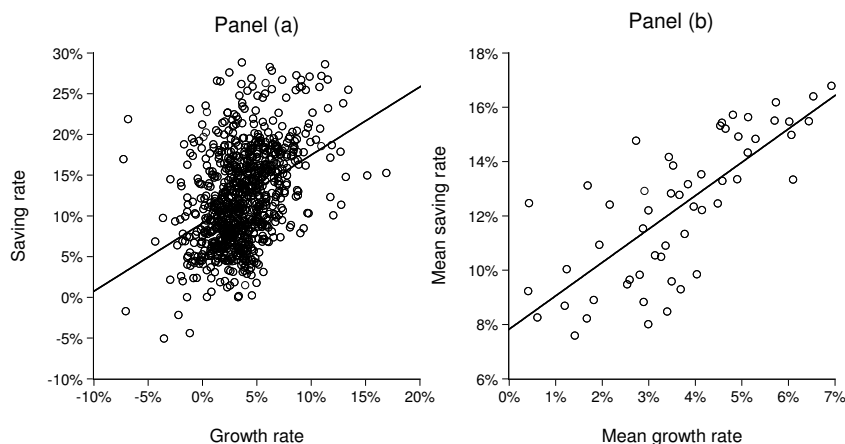 Panel (a)
Saving rate
30%
25%
20%
15%
10%
5%
0%
-5%
-10%
-10% -5% 0% 5% 10% 15% 20%
Growth rate
Panel (b)
Mean saving rate
18%
16%
14%
12%
10%
8%
6%
0% 1% 2% 3% 4% 5% 6% 7%
Mean growth rate